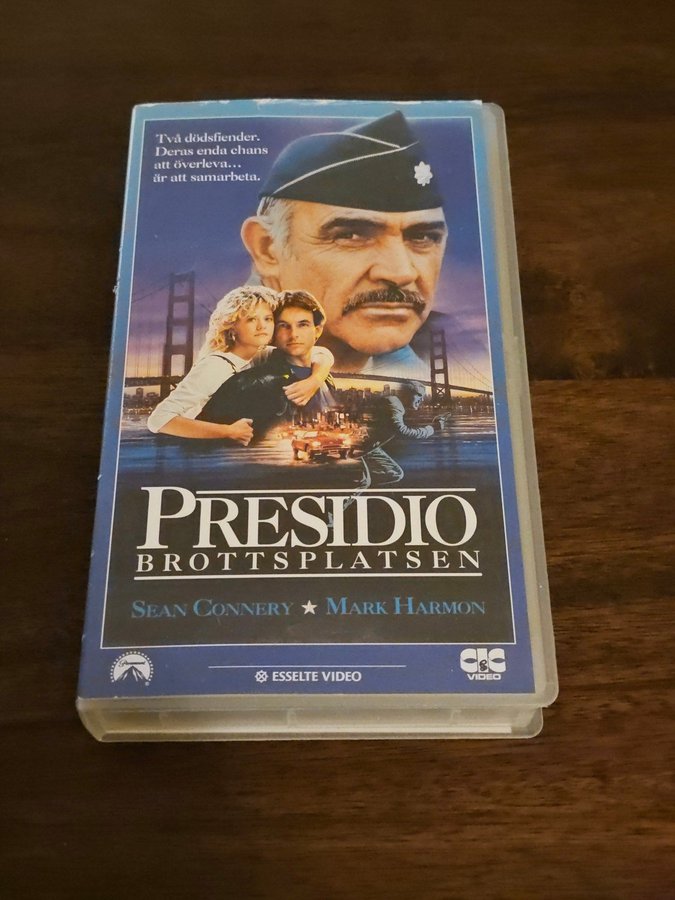 Två dödsfiender.
Deras enda chans
att överleva...
är att samarbeta.
PRESIDIO
BROTTSPLATSEN
SEAN CONNERY ★ MARK HARMON
Paramount
ESSELTE VIDEO
CIC
VIDEO